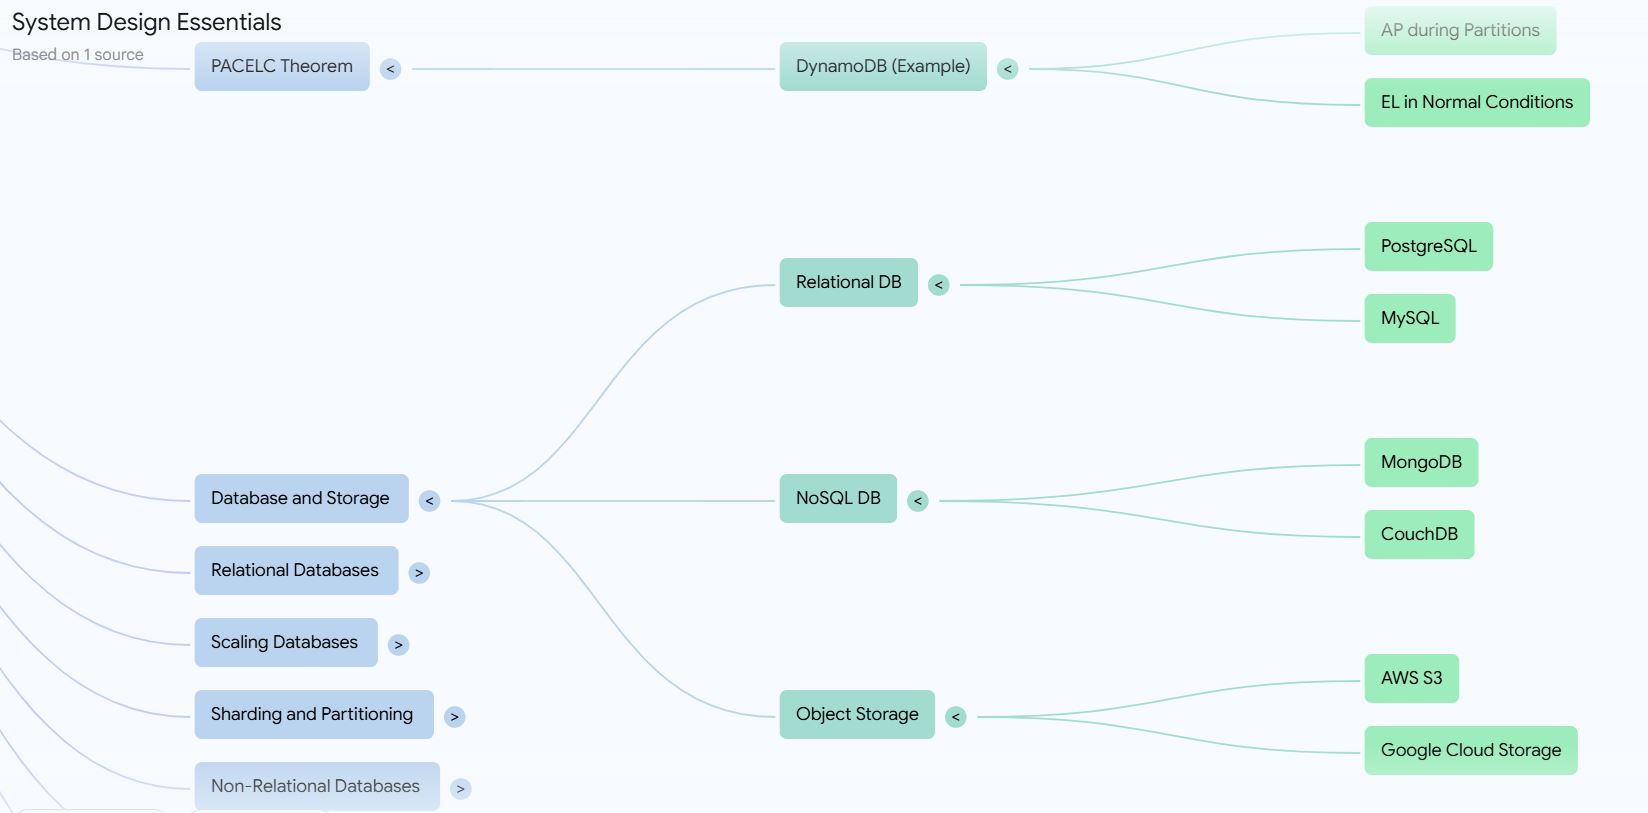 System Design Essentials
Based on 1 source
PACELC Theorem
<
DynamoDB (Example)
<
AP during Partitions
EL in Normal Conditions
Database and Storage
<
Relational DB
<
PostgreSQL
MySQL
NoSQL DB
<
MongoDB
CouchDB
Object Storage
<
AWS S3
Google Cloud Storage
Relational Databases
>
Scaling Databases
>
Sharding and Partitioning
>
Non-Relational Databases
>